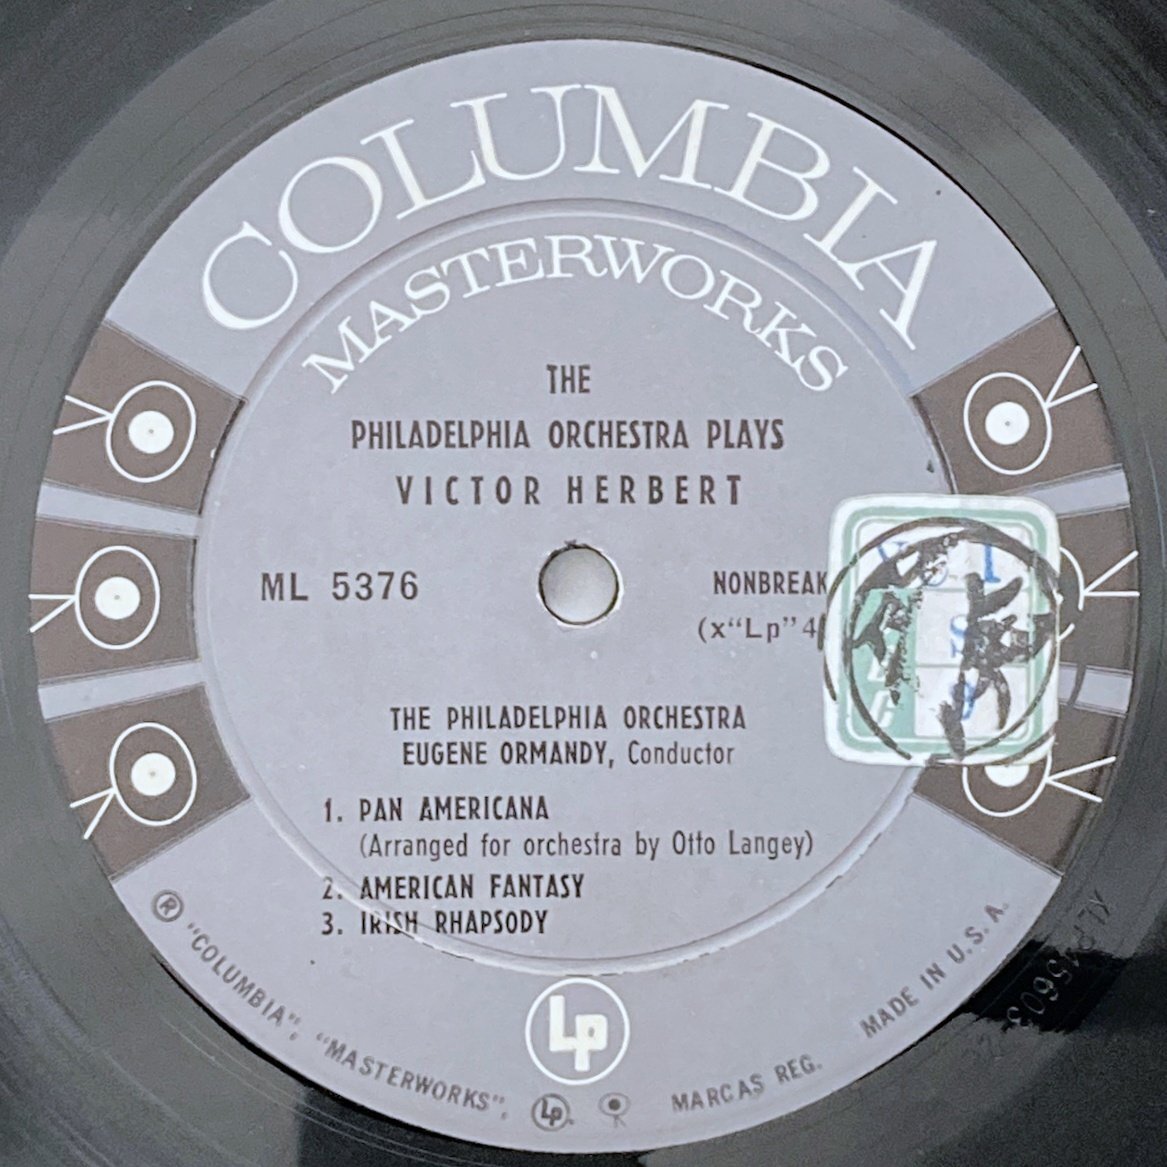 COLUMBIA
MASTERWORKS
THE
PHILADELPHIA ORCHESTRA PLAYS
VICTOR HERBERT
ML 5376
NONBREAK
(x“Lp”4
THE PHILADELPHIA ORCHESTRA
EUGENE ORMANDY, Conductor
1. PAN AMERICANA
(Arranged for orchestra by Otto Langey)
2. AMERICAN FANTASY
3. IRISH RHAPSODY
Lp
® "COLUMBIA", "MASTERWORKS", Lp. MARCAS REG. MADE IN U.S.A.